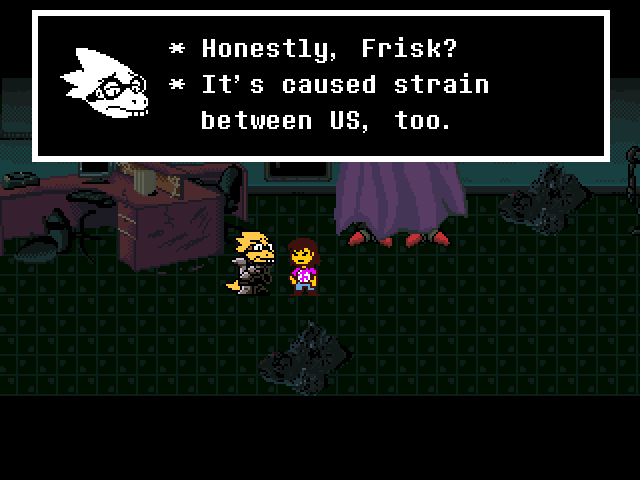 * Honestly, Frisk?
* It's caused strain
between US, too.